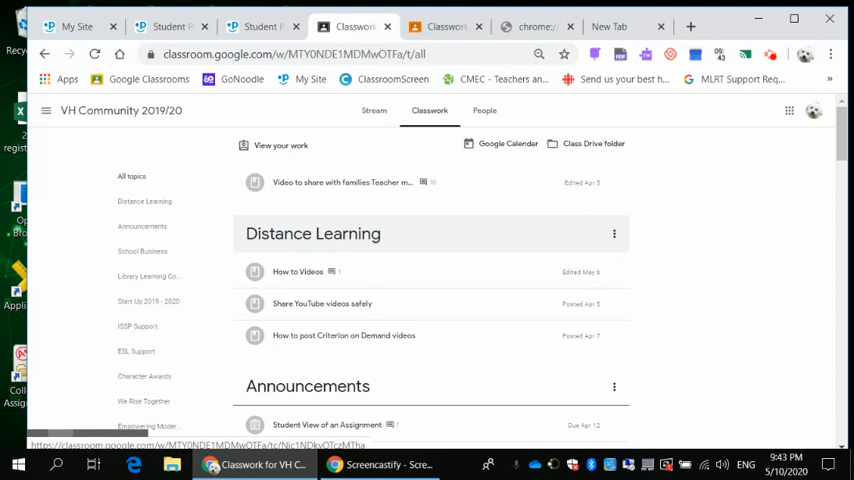 My Site
Student P
Student P
Classwork
Classwork
chrome://
New Tab
classroom.google.com/w/MTY0NDE1MDMwOTFa/t/all
09:
43
Apps
Google Classrooms
GoNoodle
My Site
ClassroomScreen
CMEC - Teachers an...
Send us your best h...
MLRT Support Req...
VH Community 2019/20
Stream
Classwork
People
View your work
Google Calendar
Class Drive folder
All topics
Video to share with families Teacher m...
10
Edited Apr 5
Distance Learning
Announcements
School Business
Library Learning Co...
Start Up 2019 - 2020
ISSP Support
ESL Support
Character Awards
We Rise Together
Empowering Moder...
Distance Learning
How to Videos
1
Edited May 6
Share YouTube videos safely
Posted Apr 5
How to post Criterion on Demand videos
Posted Apr 7
Announcements
Student View of an Assignment
1
Due Apr 12
Classwork for VH C...
Screencastify - Scre...
ENG
9:43 PM
5/10/2020